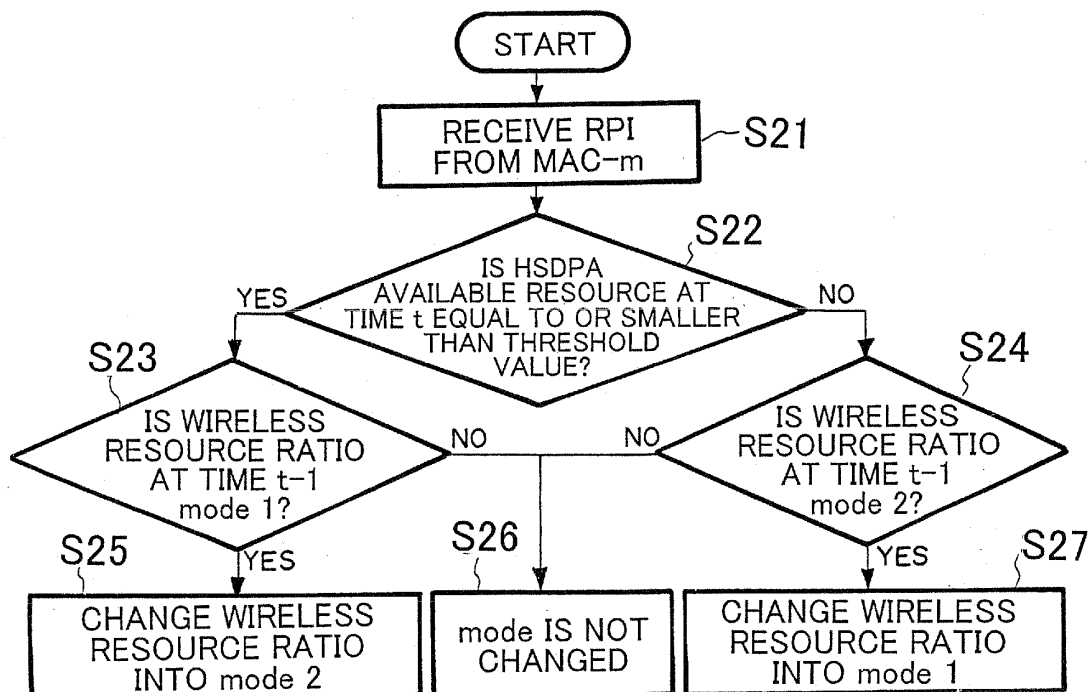 START
RECEIVE RPI
FROM MAC-m
S21
S22
IS HSDPA
AVAILABLE RESOURCE AT
TIME t EQUAL TO OR SMALLER
THAN THRESHOLD
VALUE?
YES
NO
S23
IS WIRELESS
RESOURCE RATIO
AT TIME t-1
mode 1?
NO
YES
S24
IS WIRELESS
RESOURCE RATIO
AT TIME t-1
mode 2?
NO
YES
S25
CHANGE WIRELESS
RESOURCE RATIO
INTO mode 2
S26
mode IS NOT
CHANGED
S27
CHANGE WIRELESS
RESOURCE RATIO
INTO mode 1